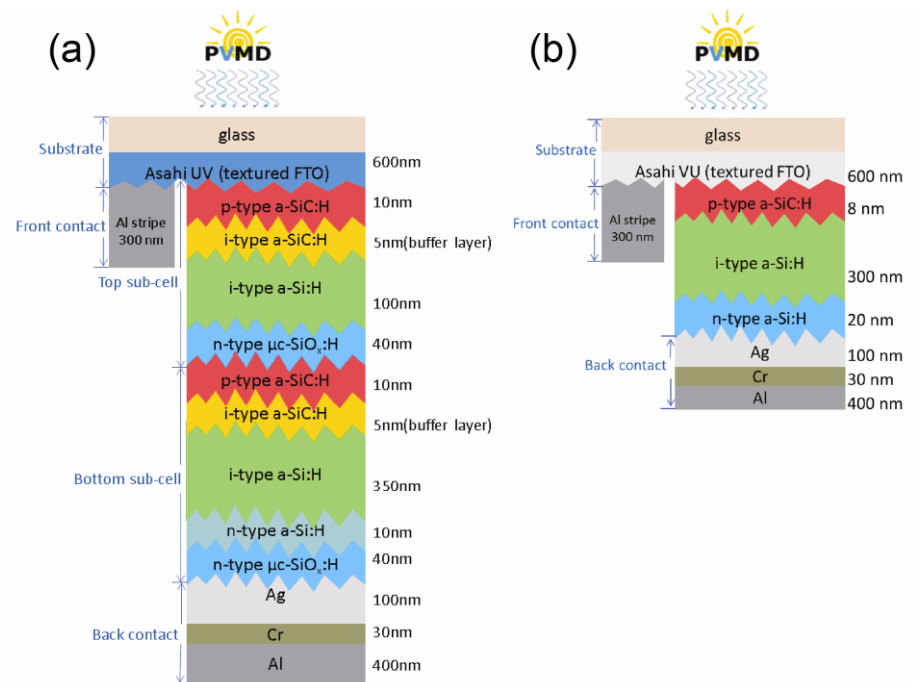 (a)
PVMD
glass
Substrate
Asahi UV (textured FTO)
600nm
p-type a-SiC:H
10nm
Front contact
Al stripe
300 nm
i-type a-SiC:H
5nm(buffer layer)
Top sub-cell
i-type a-Si:H
100nm
n-type µc-SiOₓ:H
40nm
p-type a-SiC:H
10nm
i-type a-SiC:H
5nm(buffer layer)
Bottom sub-cell
i-type a-Si:H
350nm
n-type a-Si:H
10nm
n-type µc-SiOₓ:H
40nm
Ag
100nm
Back contact
Cr
30nm
Al
400nm
(b)
PVMD
glass
Substrate
Asahi VU (textured FTO)
600 nm
p-type a-SiC:H
8 nm
Front contact
Al stripe
300 nm
i-type a-Si:H
300 nm
n-type a-Si:H
20 nm
Back contact
Ag
100 nm
Cr
30 nm
Al
400 nm